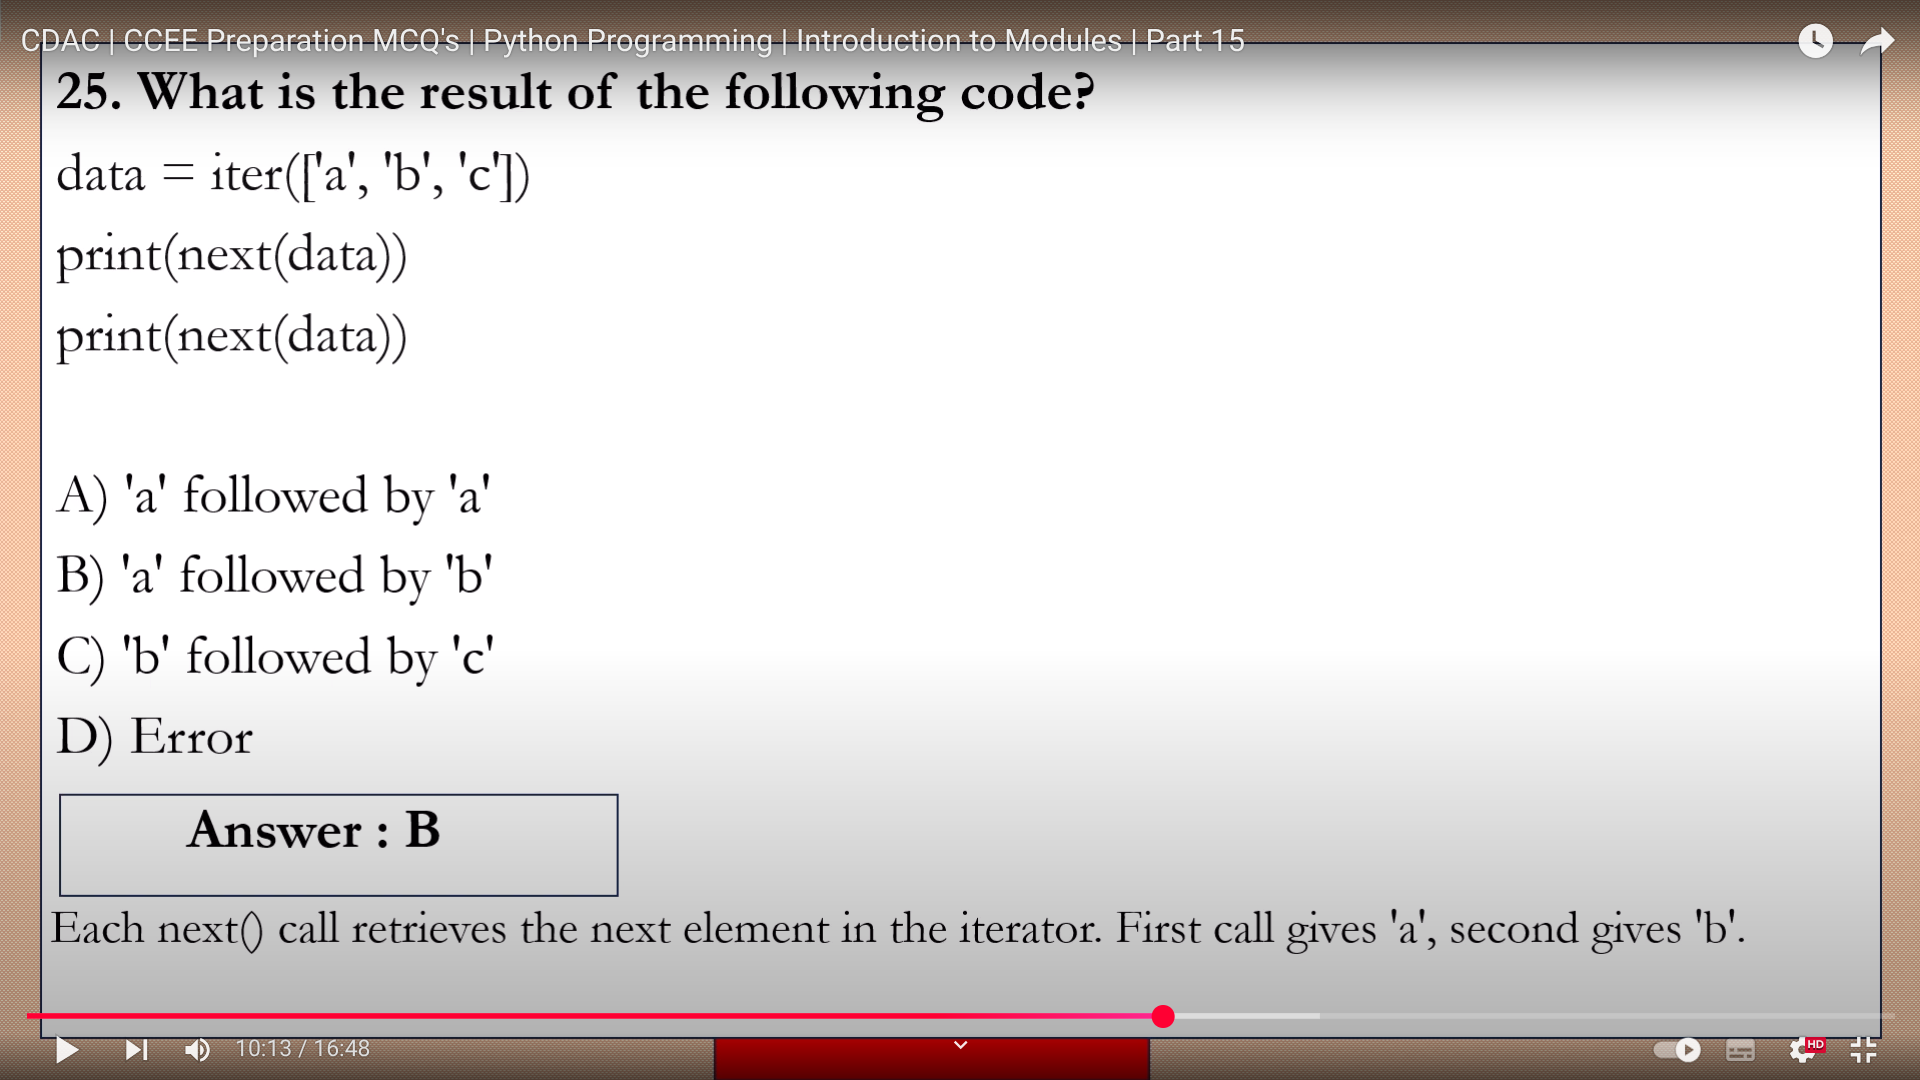 CDAC | CCEE Preparation MCQ's | Python Programming | Introduction to Modules | Part 15
25. What is the result of the following code?
data = iter(['a', 'b', 'c'])
print(next(data))
print(next(data))
A) 'a' followed by 'a'
B) 'a' followed by 'b'
C) 'b' followed by 'c'
D) Error
Answer : B
Each next() call retrieves the next element in the iterator. First call gives 'a', second gives 'b'.
10:13 / 16:48
HD